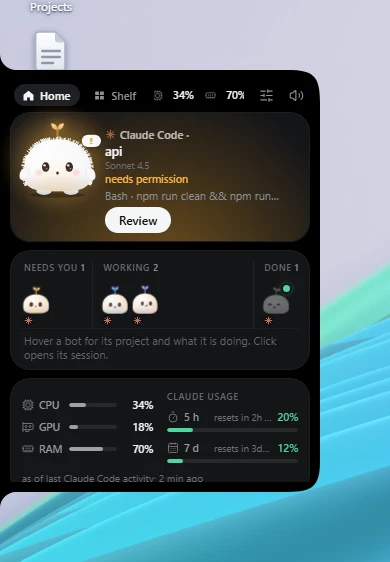 Projects
Home
Shelf
34%
70%
Claude Code -
api
Sonnet 4.5
needs permission
Bash · npm run clean && npm run...
Review
NEEDS YOU 1
WORKING 2
DONE 1
Hover a bot for its project and what it is doing. Click
opens its session.
CPU 34%
GPU 18%
RAM 70%
CLAUDE USAGE
5 h resets in 2h ... 20%
7 d resets in 3d... 12%
as of last Claude Code activity: 2 min ago